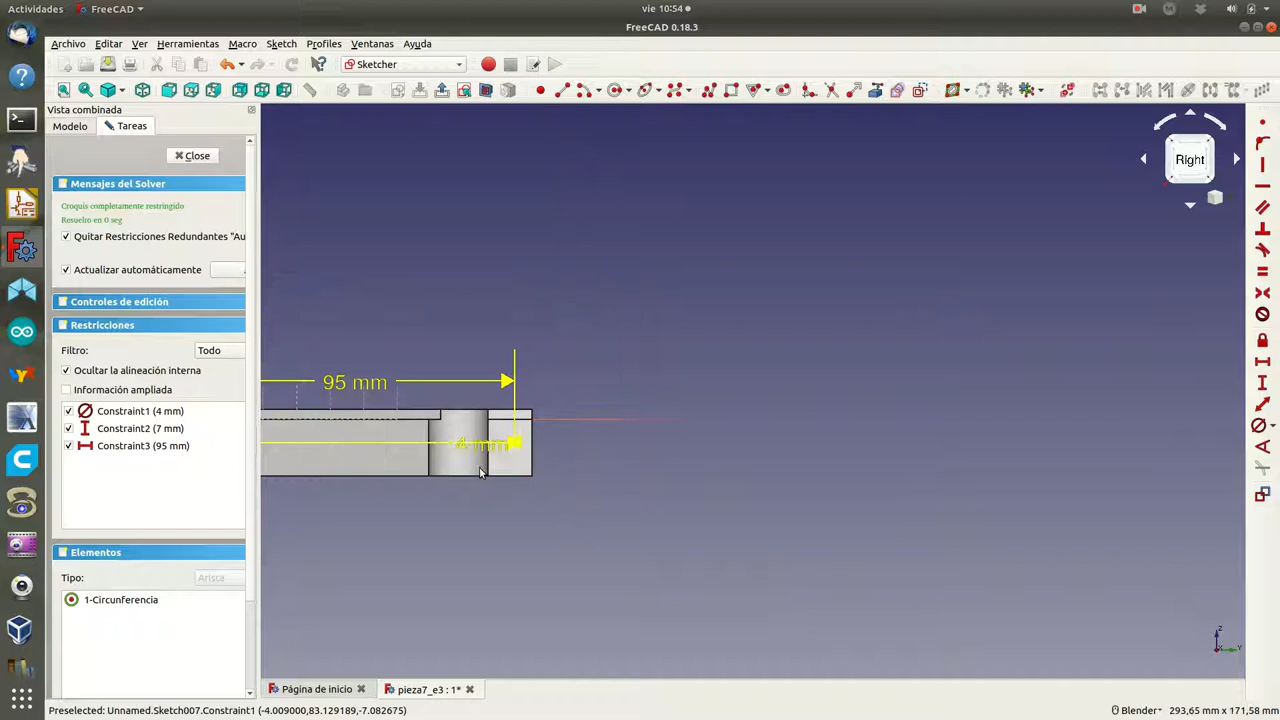 Actividades FreeCAD vie 10:54
FreeCAD 0.18.3
Archivo Editar Ver Herramientas Macro Sketch Profiles Ventanas Ayuda
Sketcher
Vista combinada
Modelo Tareas
Close
Mensajes del Solver
Croquis completamente restringido
Resuelto en 0 seg
Quitar Restricciones Redundantes "Au
Actualizar automáticamente
Controles de edición
Restricciones
Filtro: Todo
Ocultar la alineación interna
Información ampliada
Constraint1 (4 mm)
Constraint2 (7 mm)
Constraint3 (95 mm)
Elementos
Tipo: Arista
1-Circunferencia
95 mm
4 mm
Right
Z
Y
Página de inicio pieza7_e3 : 1*
Preselected: Unnamed.Sketch007.Constraint1 (-4.009000,83.129189,-7.082675) Blender 293,65 mm x 171,58 mm